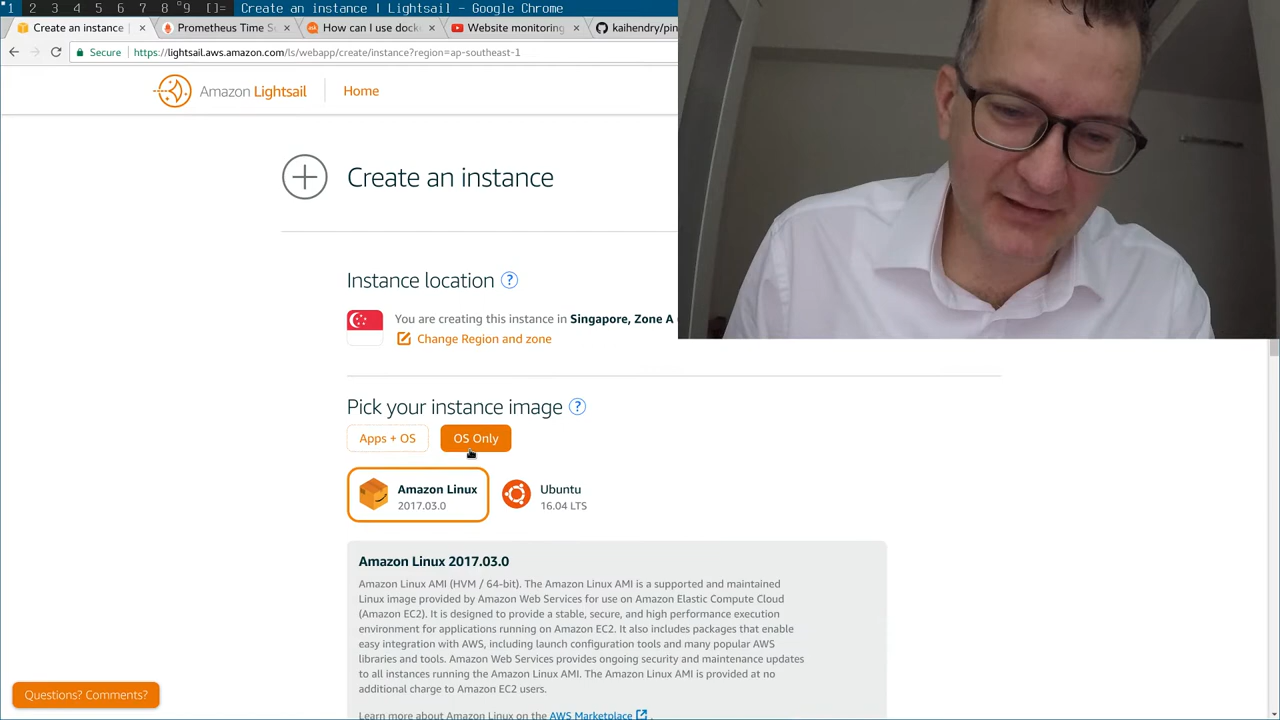 1 2 3 4 5 6 7 8 9 []= Create an instance | Lightsail - Google Chrome
Create an instance | × Prometheus Time Se × How can I use docke × Website monitoring × kaihendry/pin
Secure https://lightsail.aws.amazon.com/ls/webapp/create/instance?region=ap-southeast-1
Amazon Lightsail Home
Create an instance
Instance location ?
You are creating this instance in Singapore, Zone A
Change Region and zone
Pick your instance image ?
Apps + OS OS Only
Amazon Linux Ubuntu
2017.03.0 16.04 LTS
Amazon Linux 2017.03.0
Amazon Linux AMI (HVM / 64-bit). The Amazon Linux AMI is a supported and maintained
Linux image provided by Amazon Web Services for use on Amazon Elastic Compute Cloud
(Amazon EC2). It is designed to provide a stable, secure, and high performance execution
environment for applications running on Amazon EC2. It also includes packages that enable
easy integration with AWS, including launch configuration tools and many popular AWS
libraries and tools. Amazon Web Services provides ongoing security and maintenance updates
to all instances running the Amazon Linux AMI. The Amazon Linux AMI is provided at no
additional charge to Amazon EC2 users.
Learn more about Amazon Linux on the AWS Marketplace .
Questions? Comments?